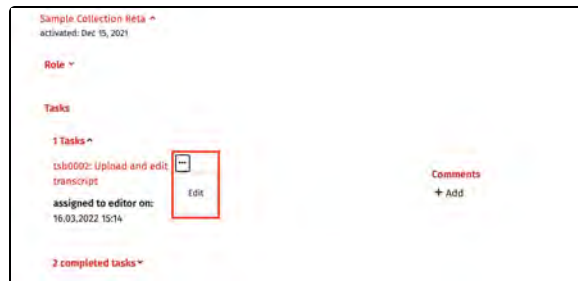 Sample Collection Beta
activated: Dec 15, 2021
Role
Tasks
1 Tasks
tsb0002: Upload and edit
transcript
Edit
assigned to editor on:
16.03.2022 15:14
Comments
+ Add
2 completed tasks